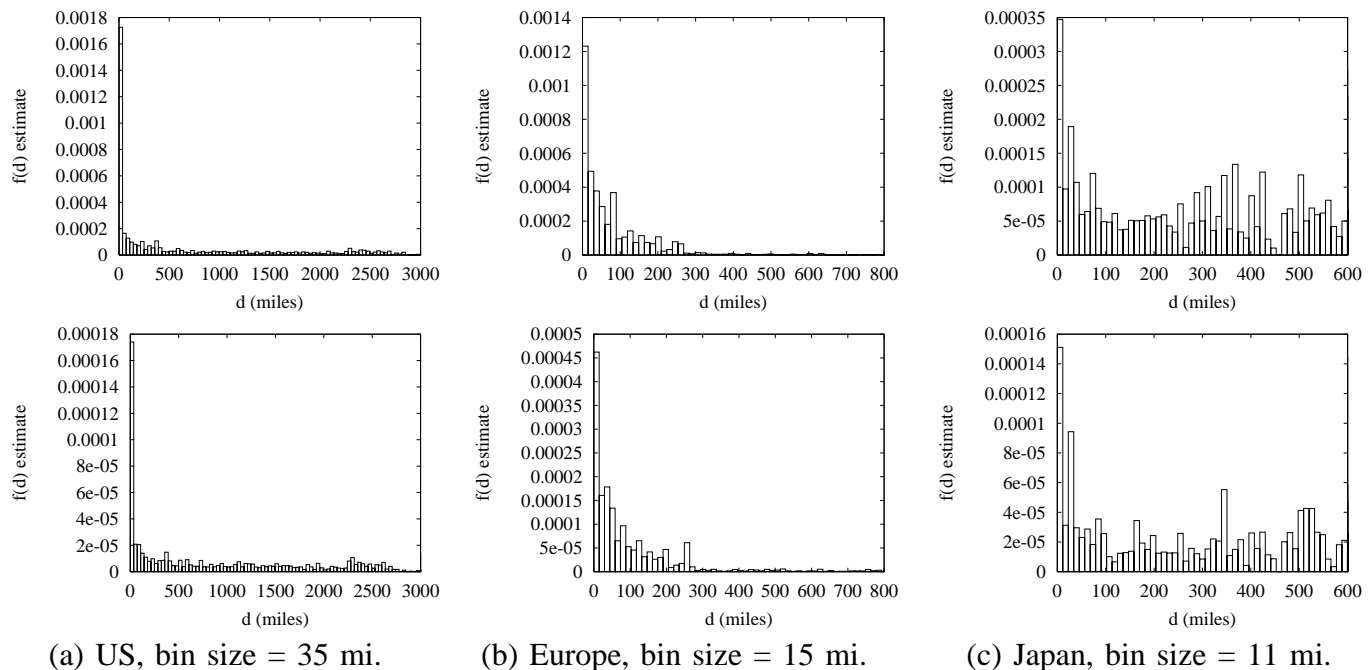 0.0018
0.0016
0.0014
0.0012
0.001
0.0008
0.0006
0.0004
0.0002
0
f(d) estimate
0 500 1000 1500 2000 2500 3000
d (miles)
0.0014
0.0012
0.001
0.0008
0.0006
0.0004
0.0002
0
f(d) estimate
0 100 200 300 400 500 600 700 800
d (miles)
0.00035
0.0003
0.00025
0.0002
0.00015
0.0001
5e-05
0
f(d) estimate
0 100 200 300 400 500 600
d (miles)
0.00018
0.00016
0.00014
0.00012
0.0001
8e-05
6e-05
4e-05
2e-05
0
f(d) estimate
0 500 1000 1500 2000 2500 3000
d (miles)
0.0005
0.00045
0.0004
0.00035
0.0003
0.00025
0.0002
0.00015
0.0001
5e-05
0
f(d) estimate
0 100 200 300 400 500 600 700 800
d (miles)
0.00016
0.00014
0.00012
0.0001
8e-05
6e-05
4e-05
2e-05
0
f(d) estimate
0 100 200 300 400 500 600
d (miles)
(a) US, bin size = 35 mi.
(b) Europe, bin size = 15 mi.
(c) Japan, bin size = 11 mi.